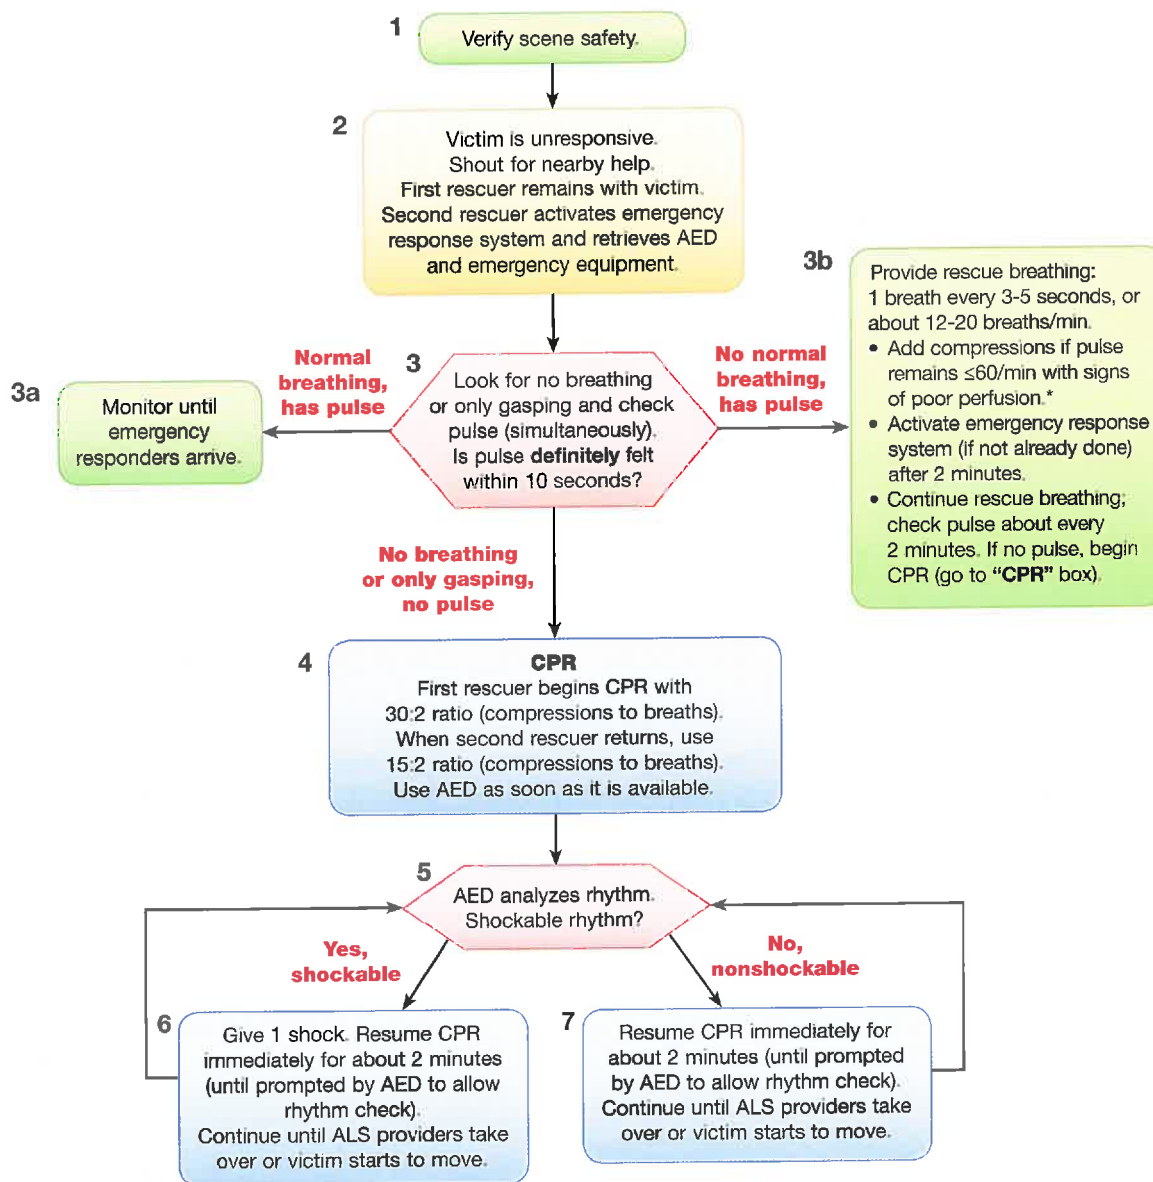 1
Verify scene safety.
2
Victim is unresponsive.
Shout for nearby help.
First rescuer remains with victim.
Second rescuer activates emergency
response system and retrieves AED
and emergency equipment.
3
Look for no breathing
or only gasping and check
pulse (simultaneously).
Is pulse definitely felt
within 10 seconds?
Normal
breathing,
has pulse
3a
Monitor until
emergency
responders arrive.
No normal
breathing,
has pulse
3b
Provide rescue breathing:
1 breath every 3-5 seconds, or
about 12-20 breaths/min.
• Add compressions if pulse
remains ≤60/min with signs
of poor perfusion.*
• Activate emergency response
system (if not already done)
after 2 minutes.
• Continue rescue breathing;
check pulse about every
2 minutes. If no pulse, begin
CPR (go to “CPR” box).
No breathing
or only gasping,
no pulse
4
CPR
First rescuer begins CPR with
30:2 ratio (compressions to breaths).
When second rescuer returns, use
15:2 ratio (compressions to breaths).
Use AED as soon as it is available.
5
AED analyzes rhythm.
Shockable rhythm?
Yes,
shockable
No,
nonshockable
6
Give 1 shock. Resume CPR
immediately for about 2 minutes
(until prompted by AED to allow
rhythm check).
Continue until ALS providers take
over or victim starts to move.
7
Resume CPR immediately for
about 2 minutes (until prompted
by AED to allow rhythm check).
Continue until ALS providers take
over or victim starts to move.